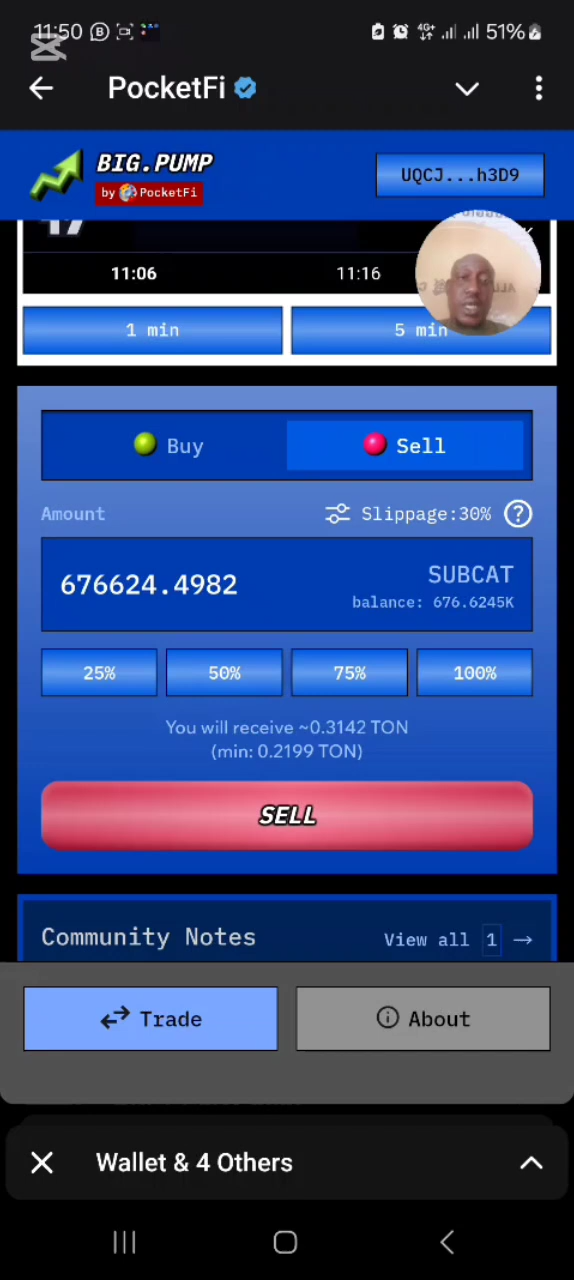 11:50
4G+
51%
PocketFi
BIG.PUMP
by PocketFi
UQCJ...h3D9
11:06
11:16
1 min
5 min
Buy
Sell
Amount
Slippage:30% ?
676624.4982
SUBCAT
balance: 676.6245K
25%
50%
75%
100%
You will receive ~0.3142 TON
(min: 0.2199 TON)
SELL
Community Notes
View all 1 →
Trade
About
Wallet & 4 Others